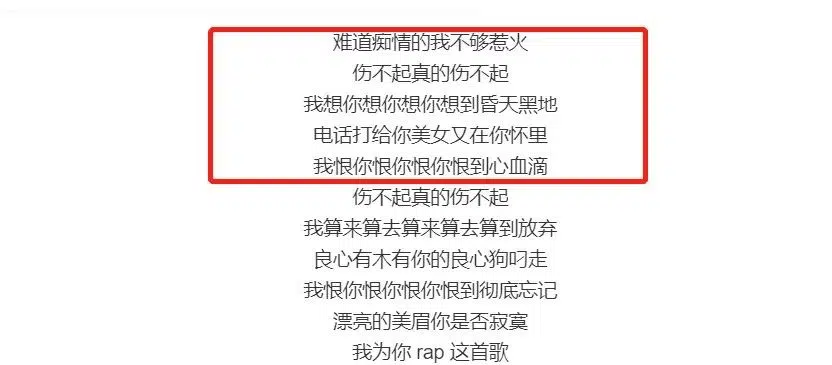 难道痴情的我不够惹火
伤不起真的伤不起
我想你想你想你想到昏天黑地
电话打给你美女又在你怀里
我恨你恨你恨你恨到心血滴
伤不起真的伤不起
我算来算去算来算去算到放弃
良心有木有你的良心狗叼走
我恨你恨你恨你恨到彻底忘记
漂亮的美眉你是否寂寞
我为你 rap 这首歌